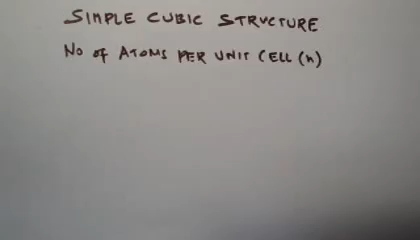 SIMPLE CUBIC STRUCTURE
No of ATOMS PER UNIT CELL (n)